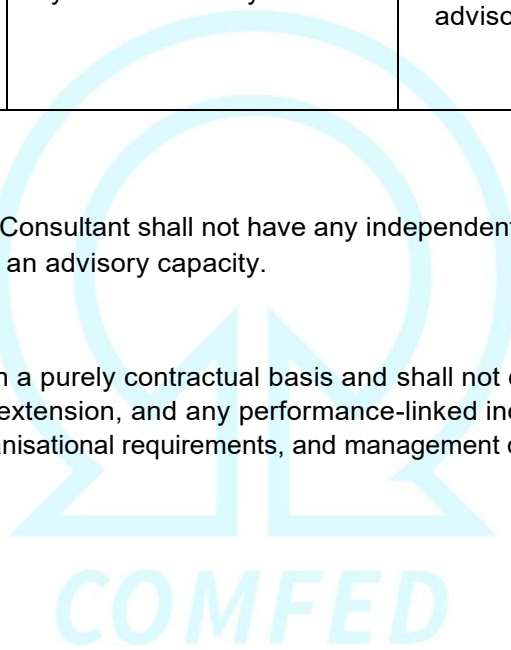 adviso
Consultant shall not have any independent
an advisory capacity.
a purely contractual basis and shall not
extension, and any performance-linked inc
anisational requirements, and management
COMFED